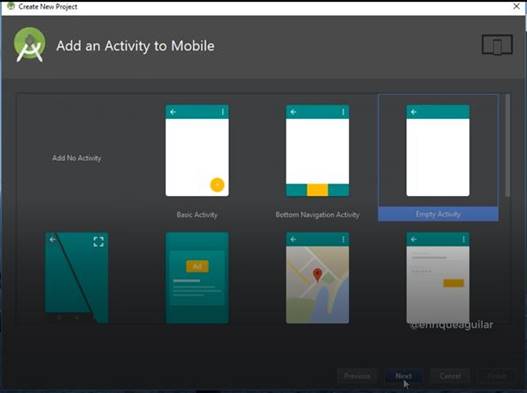 Create New Project
Add an Activity to Mobile
Add No Activity
Basic Activity
Bottom Navigation Activity
Empty Activity
Ad
@enriqueaguilar
Previous
Next
Cancel
Finish